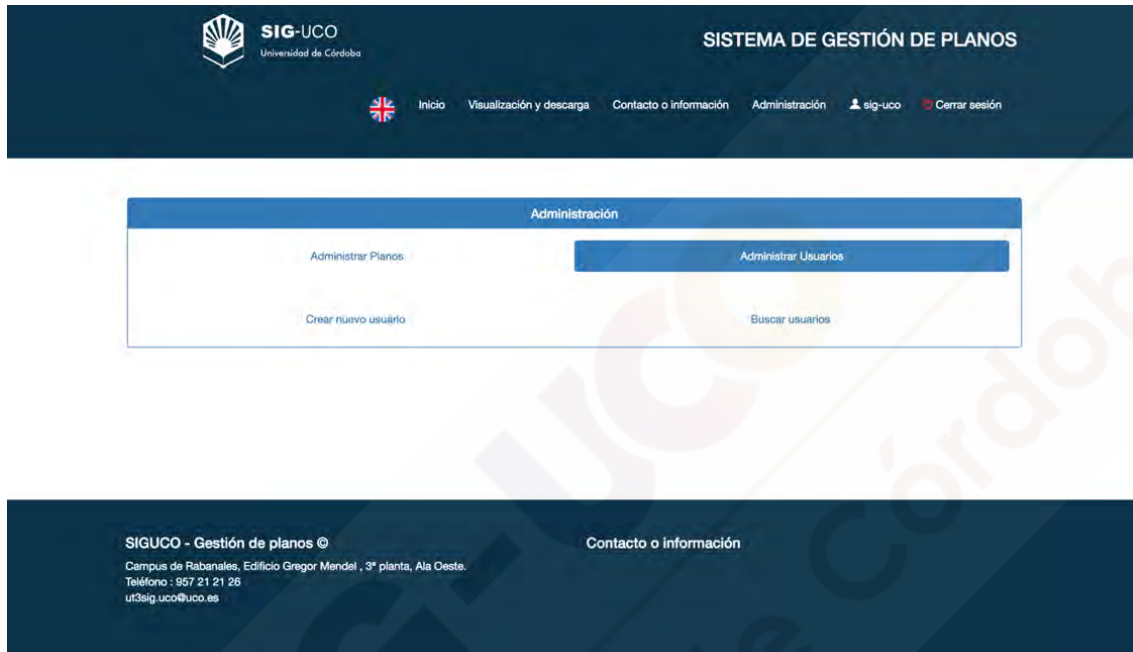 SIG-UCO
Universidad de Córdoba
SISTEMA DE GESTIÓN DE PLANOS
Inicio Visualización y descarga Contacto o información Administración sig-uco Cerrar sesión
Administración
Administrar Planos Administrar Usuarios
Crear nuevo usuario Buscar usuarios
SIGUCO - Gestión de planos ©
Contacto o información
Campus de Rabanales, Edificio Gregor Mendel , 3ª planta, Ala Oeste.
Teléfono : 957 21 21 26
ut3sig.uco@uco.es